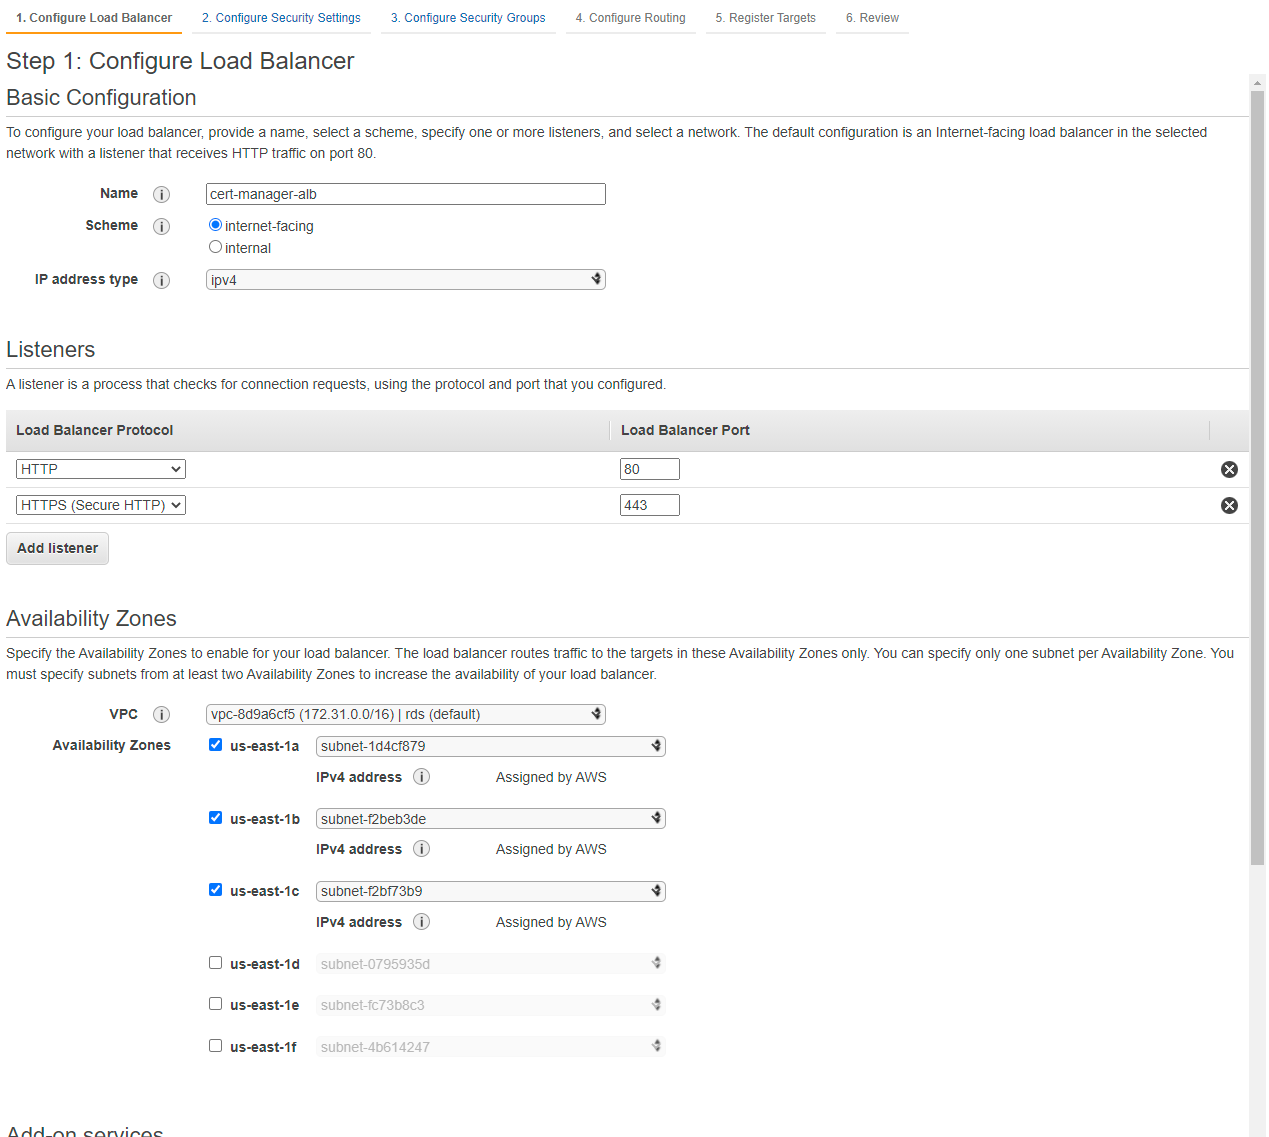 1. Configure Load Balancer 2. Configure Security Settings 3. Configure Security Groups 4. Configure Routing 5. Register Targets 6. Review
Step 1: Configure Load Balancer
Basic Configuration
To configure your load balancer, provide a name, select a scheme, specify one or more listeners, and select a network. The default configuration is an Internet-facing load balancer in the selected
network with a listener that receives HTTP traffic on port 80.
Name i cert-manager-alb
Scheme i internet-facing
internal
IP address type i ipv4
Listeners
A listener is a process that checks for connection requests, using the protocol and port that you configured.
Load Balancer Protocol Load Balancer Port
HTTP 80
HTTPS (Secure HTTP) 443
Add listener
Availability Zones
Specify the Availability Zones to enable for your load balancer. The load balancer routes traffic to the targets in these Availability Zones only. You can specify only one subnet per Availability Zone. You
must specify subnets from at least two Availability Zones to increase the availability of your load balancer.
VPC i vpc-8d9a6cf5 (172.31.0.0/16) | rds (default)
Availability Zones us-east-1a subnet-1d4cf879
IPv4 address i Assigned by AWS
us-east-1b subnet-f2beb3de
IPv4 address i Assigned by AWS
us-east-1c subnet-f2bf73b9
IPv4 address i Assigned by AWS
us-east-1d subnet-0795935d
us-east-1e subnet-fc73b8c3
us-east-1f subnet-4b614247
Add-on services